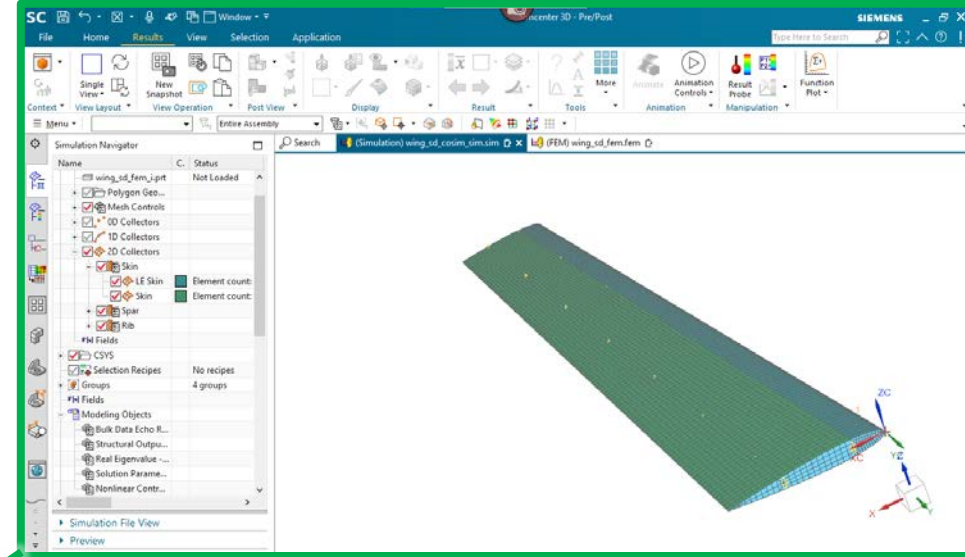 SC Window ncenter 3D - Pre/Post SIEMENS
File Home Results View Selection Application Type Here to Search
Single View New Snapshot More Animate Animation Controls Result Probe Function Plot
Context View Layout View Operation Post View Display Result Tools Animation Manipulation
Menu Entire Assembly
Simulation Navigator Search (Simulation) wing_sd_cosim_sim.sim (FEM) wing_sd_fem.fem
Name C. Status
wing_sd_fem_i.prt Not Loaded
Polygon Geo...
Mesh Controls
0D Collectors
1D Collectors
2D Collectors
Skin
LE Skin Element count:
Skin Element count:
Spar
Rib
Fields
CSYS
Selection Recipes No recipes
Groups 4 groups
Fields
Modeling Objects
Bulk Data Echo R...
Structural Outpu...
Real Eigenvalue -...
Solution Parame...
Nonlinear Contr...
ZC
XC
YZ
X
Y
Simulation File View
Preview